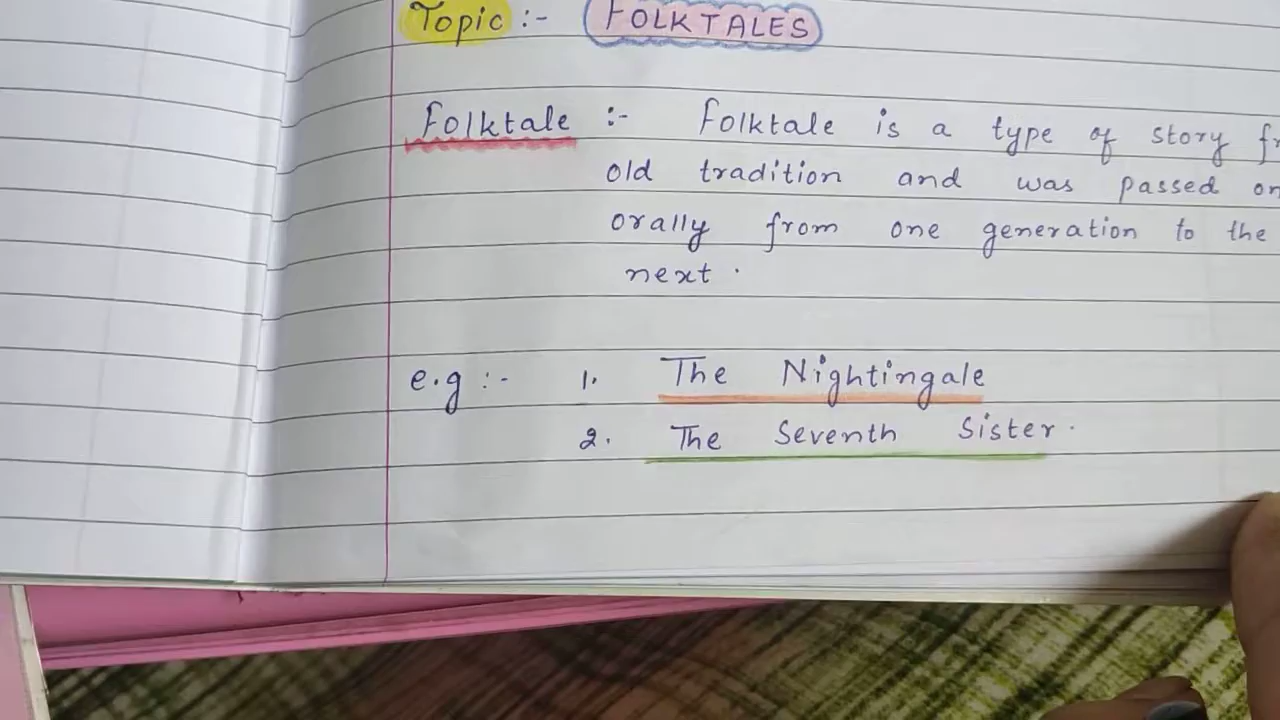 Topic :- FOLKTALES
Folktale :- Folktale is a type of story
old tradition and was passed on
orally from one generation to the
next.
e.g :- 1. The Nightingale
2. The Seventh Sister.